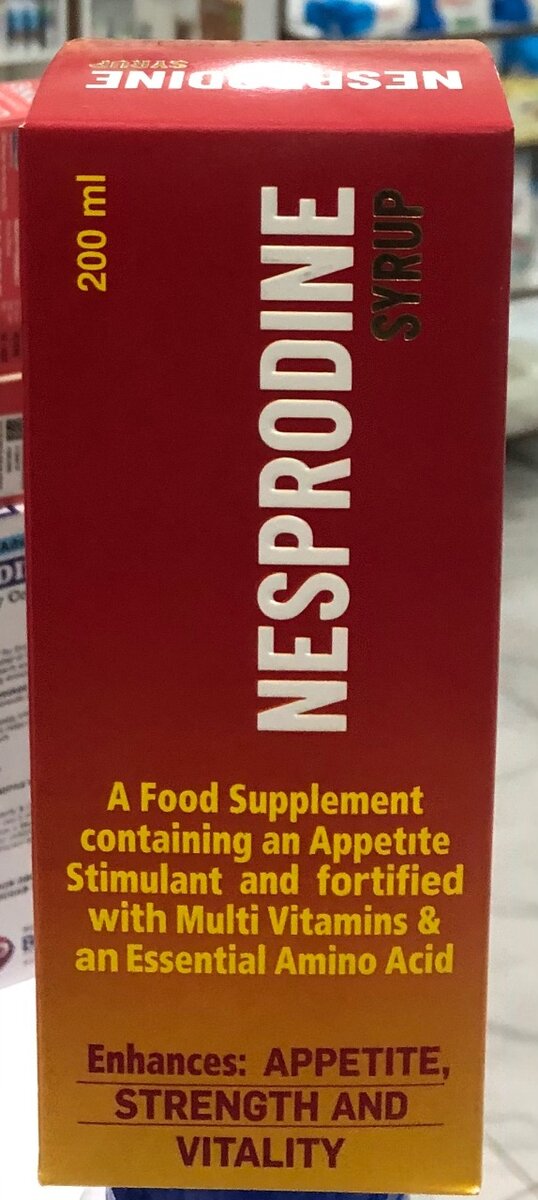 NESPRODINE
SYRUP
200 ml
NESPRODINE
SYRUP
A Food Supplement
containing an Appetite
Stimulant and fortified
with Multi Vitamins &
an Essential Amino Acid
Enhances: APPETITE,
STRENGTH AND
VITALITY